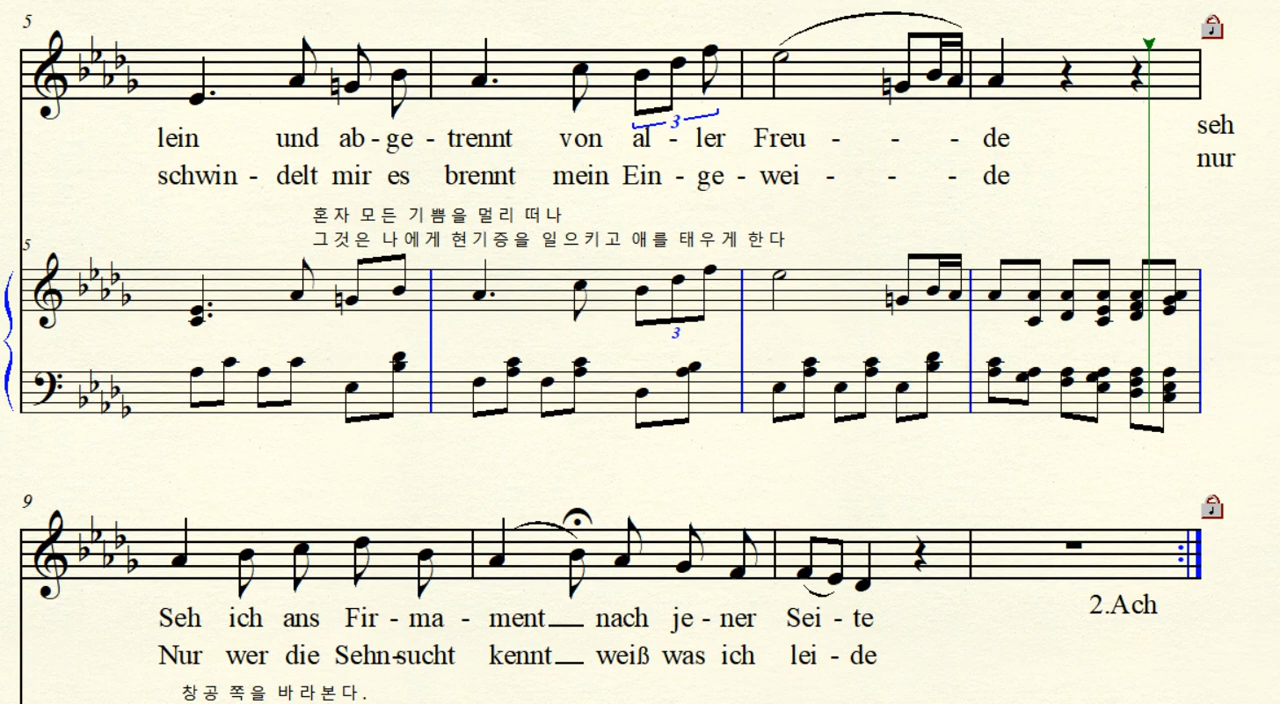 5
3
lein und ab - ge - trennt von al - ler Freu - - - de seh
schwin - delt mir es brennt mein Ein - ge - wei - - - de nur
혼자 모든 기쁨을 멀리 떠나
그것은 나에게 현기증을 일으키고 애를 태우게 한다
5
3
9
2.Ach
Seh ich ans Fir - ma - ment nach je - ner Sei - te
Nur wer die Sehn-sucht kennt weiß was ich lei - de
창공 쪽을 바라본다.